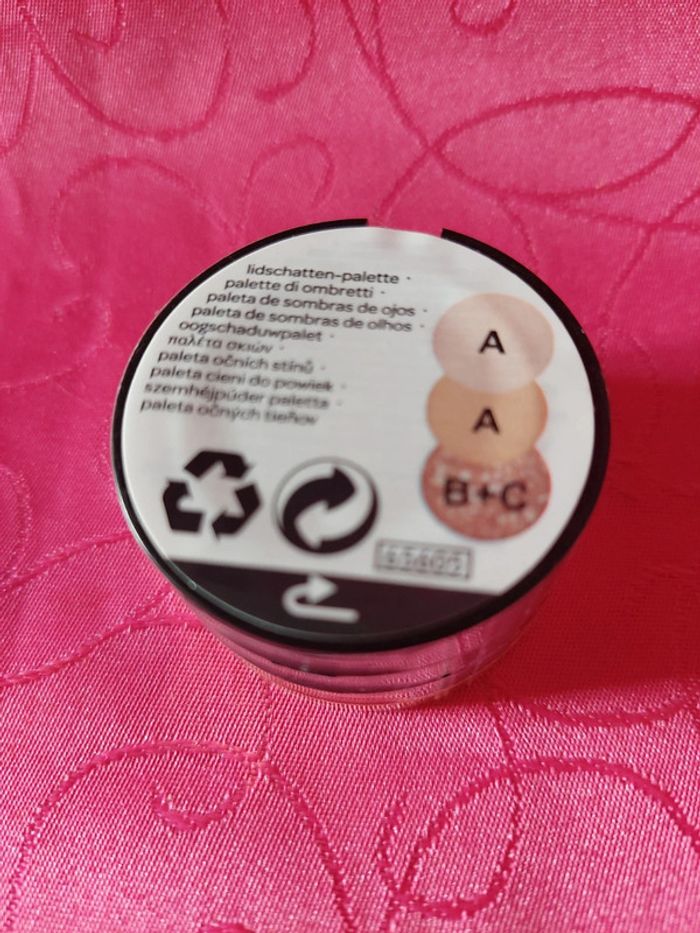 lidschatten-palette ·
palette di ombretti ·
paleta de sombras de ojos ·
paleta de sombras de olhos ·
oogschaduwpalet ·
παλέτα σκιών ·
paleta očních stínů ·
paleta cieni do powiek ·
szemhéjpúder paletta ·
paleta očných tieňov
A
A
B+C